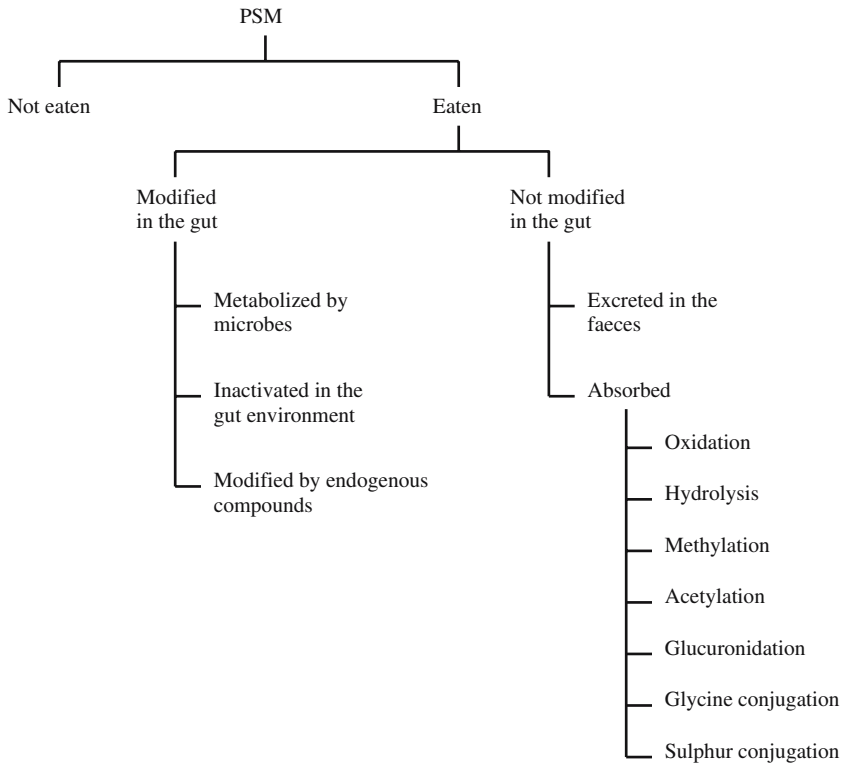 PSM
Not eaten
Eaten
Modified
in the gut
Not modified
in the gut
Metabolized by
microbes
Inactivated in the
gut environment
Modified by endogenous
compounds
Excreted in the
faeces
Absorbed
Oxidation
Hydrolysis
Methylation
Acetylation
Glucuronidation
Glycine conjugation
Sulphur conjugation